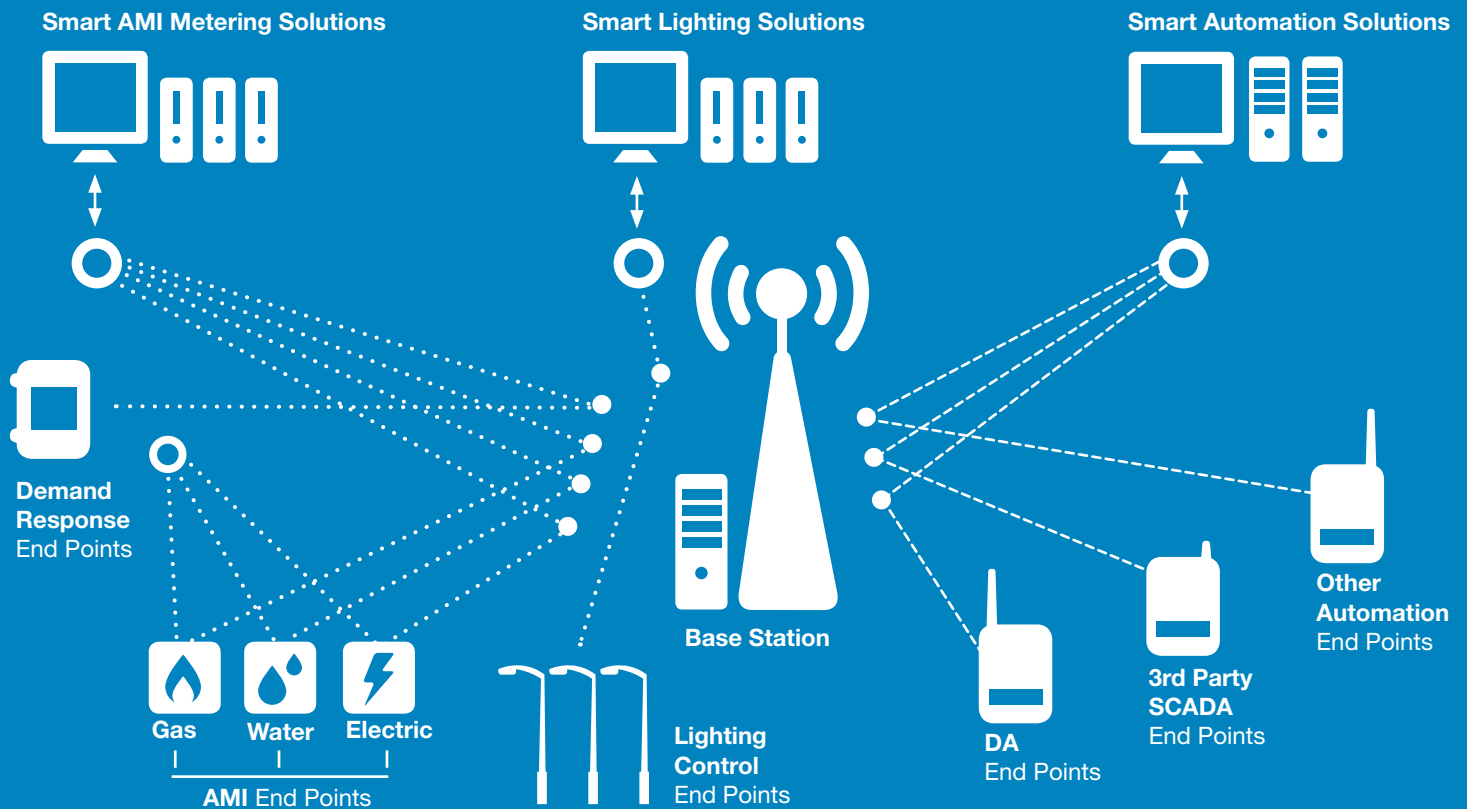 Smart AMI Metering Solutions
Smart Lighting Solutions
Smart Automation Solutions
Demand
Response
End Points
Gas
Water
Electric
AMI End Points
Lighting
Control
End Points
Base Station
DA
End Points
3rd Party
SCADA
End Points
Other
Automation
End Points